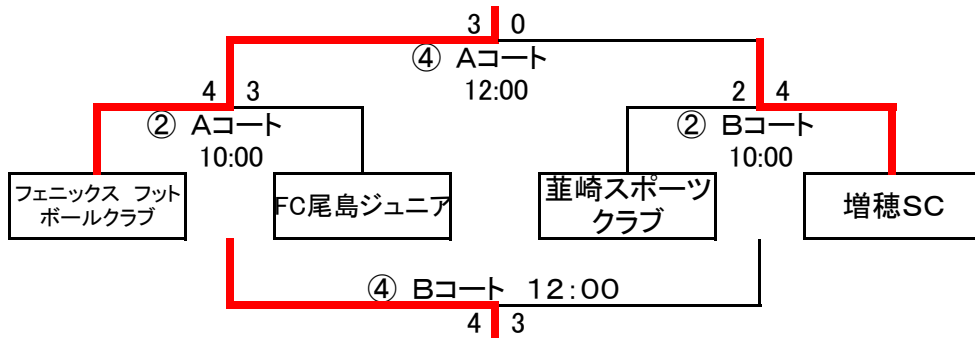 3 0
④ Aコート
12:00
4 3
2 4
② Aコート
10:00
② Bコート
10:00
フェニックス フット
ボールクラブ
FC尾島ジュニア
韮崎スポーツ
クラブ
増穂SC
④ Bコート 12:00
4 3